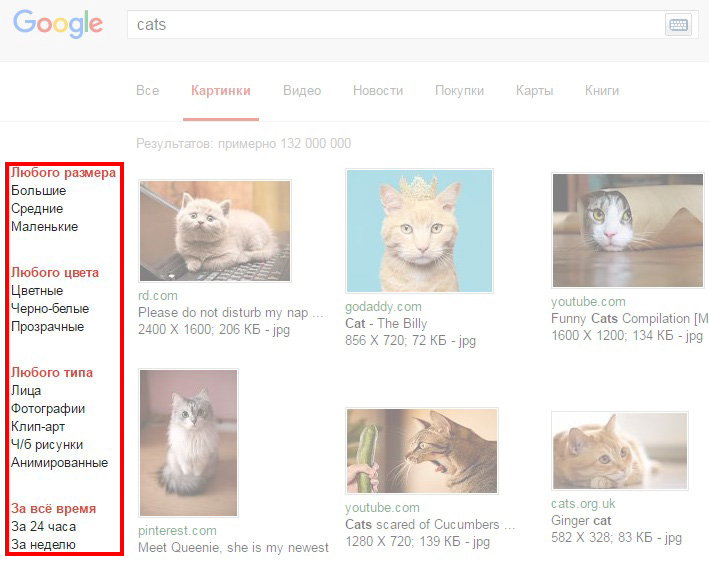 Google
cats
Все Картинки Видео Новости Покупки Карты Книги
Результатов: примерно 132 000 000
Любого размера
Большие
Средние
Маленькие
Любого цвета
Цветные
Черно-белые
Прозрачные
Любого типа
Лица
Фотографии
Клип-арт
Ч/б рисунки
Анимированные
За всё время
За 24 часа
За неделю
rd.com
Please do not disturb my nap ...
2400 X 1600; 206 КБ - jpg
godaddy.com
Cat - The Billy
856 X 720; 72 КБ - jpg
youtube.com
Funny Cats Compilation [M
1600 X 1200; 134 КБ - jpg
pinterest.com
Meet Queenie, she is my newest
youtube.com
Cats scared of Cucumbers ...
1280 X 720; 139 КБ - jpg
cats.org.uk
Ginger cat
582 X 328; 83 КБ - jpg